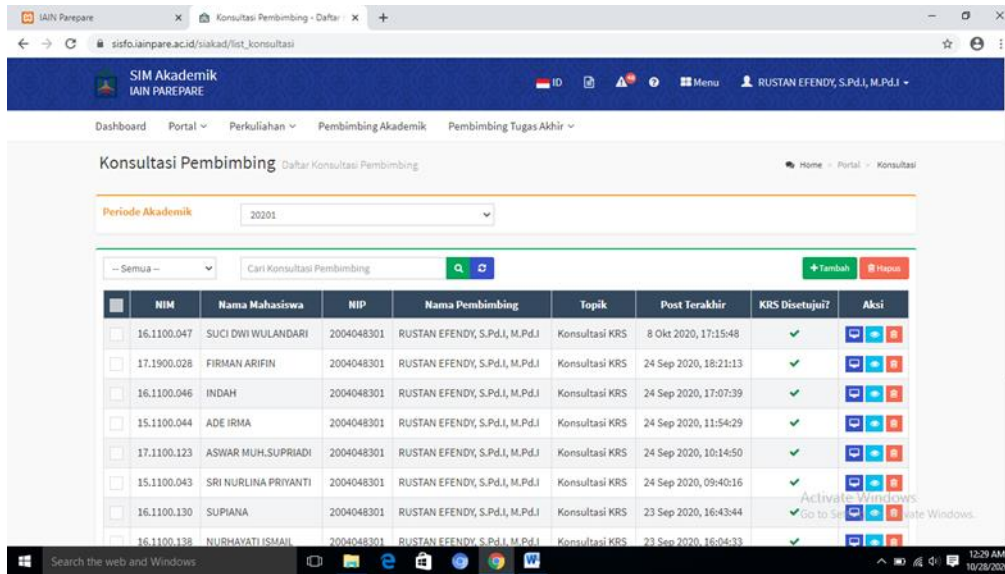 IAIN Parepare
Konsultasi Pembimbing - Daftar
sisfo.iainpare.ac.id/siakad/list_konsultasi
SIM Akademik
IAIN PAREPARE
ID
Menu
RUSTAN EFENDY, S.Pd.I, M.Pd.I
Dashboard Portal Perkuliahan Pembimbing Akademik Pembimbing Tugas Akhir
Konsultasi Pembimbing Daftar Konsultasi Pembimbing
Home Portal Konsultasi
Periode Akademik 20201
-- Semua -- Cari Konsultasi Pembimbing + Tambah Hapus
NIM Nama Mahasiswa NIP Nama Pembimbing Topik Post Terakhir KRS Disetujui? Aksi
16.1100.047 SUCI DWI WULANDARI 2004048301 RUSTAN EFENDY, S.Pd.I, M.Pd.I Konsultasi KRS 8 Okt 2020, 17:15:48
17.1900.028 FIRMAN ARIFIN 2004048301 RUSTAN EFENDY, S.Pd.I, M.Pd.I Konsultasi KRS 24 Sep 2020, 18:21:13
16.1100.046 INDAH 2004048301 RUSTAN EFENDY, S.Pd.I, M.Pd.I Konsultasi KRS 24 Sep 2020, 17:07:39
15.1100.044 ADE IRMA 2004048301 RUSTAN EFENDY, S.Pd.I, M.Pd.I Konsultasi KRS 24 Sep 2020, 11:54:29
17.1100.123 ASWAR MUH.SUPRIADI 2004048301 RUSTAN EFENDY, S.Pd.I, M.Pd.I Konsultasi KRS 24 Sep 2020, 10:14:50
15.1100.043 SRI NURLINA PRIYANTI 2004048301 RUSTAN EFENDY, S.Pd.I, M.Pd.I Konsultasi KRS 24 Sep 2020, 09:40:16
16.1100.130 SUPIANA 2004048301 RUSTAN EFENDY, S.Pd.I, M.Pd.I Konsultasi KRS 23 Sep 2020, 16:43:44
16.1100.138 NURHAYATI ISMAIL 2004048301 RUSTAN EFENDY, S.Pd.I, M.Pd.I Konsultasi KRS 23 Sep 2020, 16:04:33
Activate Windows
Go to Windows.
Search the web and Windows
12:29 AM